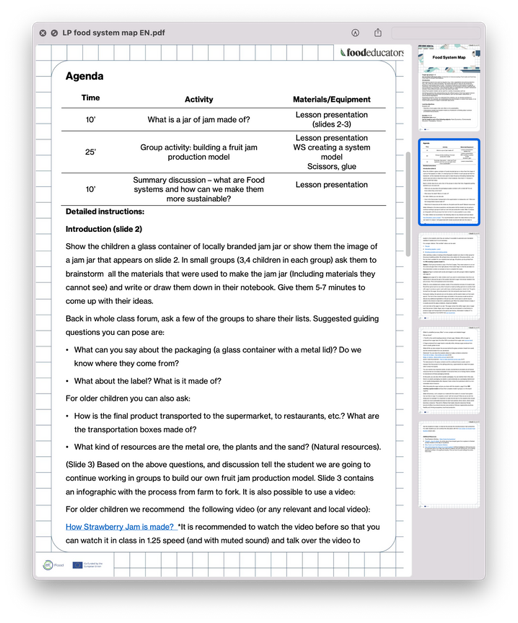 LP food system map EN.pdf
foodeducators
Agenda
Time Activity Materials/Equipment
10' What is a jar of jam made of? Lesson presentation
(slides 2-3)
25' Group activity: building a fruit jam
production model
Lesson presentation
WS creating a system
model
Scissors, glue
10' Summary discussion – what are Food
systems and how can we make them
more sustainable?
Lesson presentation
Detailed instructions:
Introduction (slide 2)
Show the children a glass container of locally branded jam jar or show them the image of
a jam jar that appears on slide 2. In small groups (3,4 children in each group) ask them to
brainstorm all the materials that were used to make the jam jar (Including materials they
cannot see) and write or draw them down in their notebook. Give them 5-7 minutes to
come up with their ideas.
Back in whole class forum, ask a few of the groups to share their lists. Suggested guiding
questions you can pose are:
• What can you say about the packaging (a glass container with a metal lid)? Do we
know where they come from?
• What about the label? What is it made of?
For older children you can also ask:
• How is the final product transported to the supermarket, to restaurants, etc.? What are
the transportation boxes made of?
• What kind of resources are the metal ore, the plants and the sand? (Natural resources).
(Slide 3) Based on the above questions, and discussion tell the student we are going to
continue working in groups to build our own fruit jam production model. Slide 3 contains
an infographic with the process from farm to fork. It is also possible to use a video:
For older children we recommend the following video (or any relevant and local video):
How Strawberry Jam is made? *It is recommended to watch the video before so that you
can watch it in class in 1.25 speed (and with muted sound) and talk over the video to
Food System Map